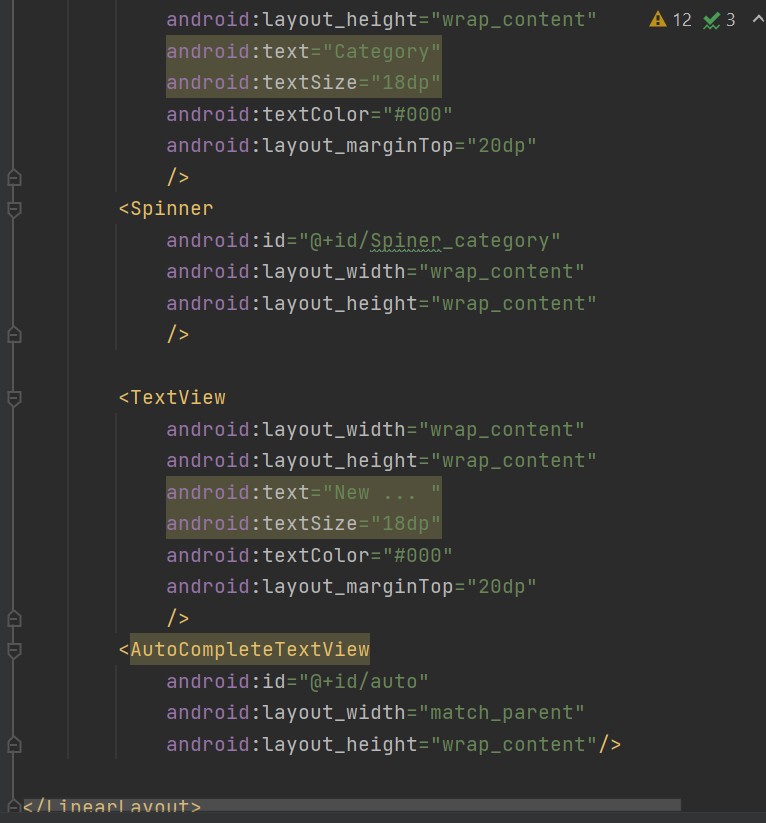 android:layout_height="wrap_content" 12 3
android:text="Category"
android:textSize="18dp"
android:textColor="#000"
android:layout_marginTop="20dp"
/>
<Spinner
android:id="@+id/Spiner_category"
android:layout_width="wrap_content"
android:layout_height="wrap_content"
/>
<TextView
android:layout_width="wrap_content"
android:layout_height="wrap_content"
android:text="New ... "
android:textSize="18dp"
android:textColor="#000"
android:layout_marginTop="20dp"
/>
<AutoCompleteTextView
android:id="@+id/auto"
android:layout_width="match_parent"
android:layout_height="wrap_content"/>
</LinearLayout>